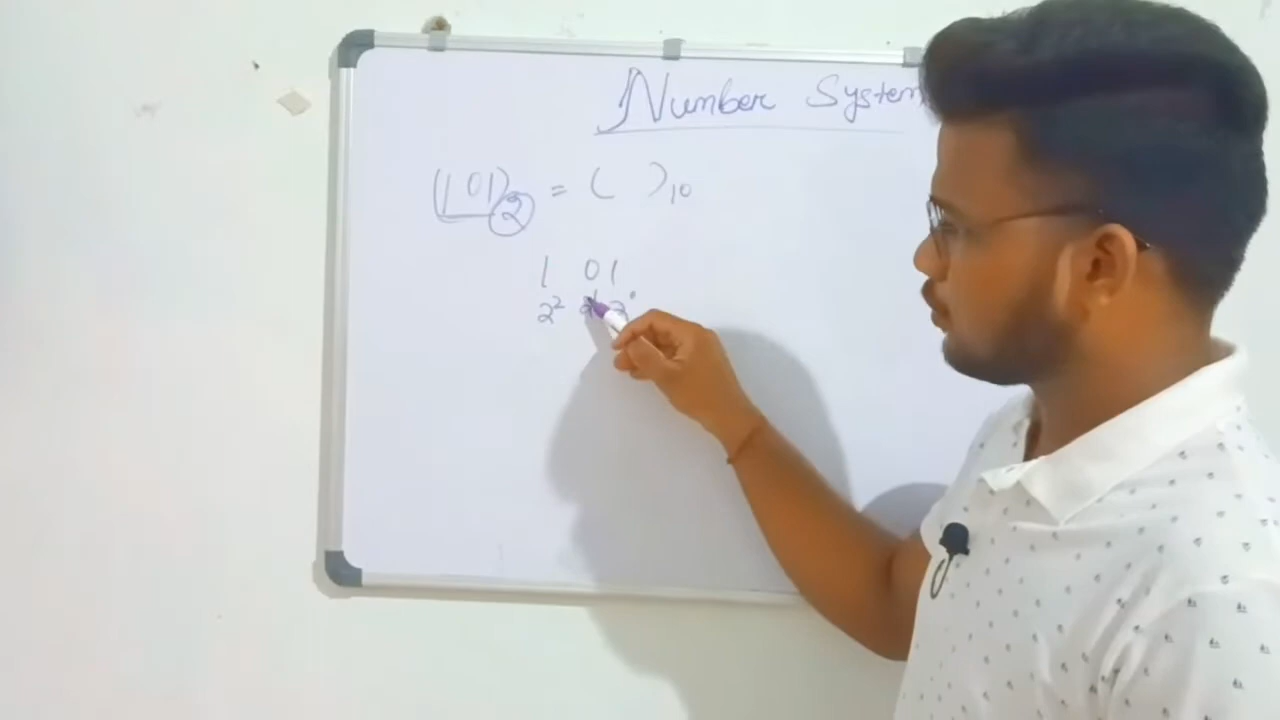 Number System
(101)₂ = ( )₁₀
1 0 1
2² 2¹ 2⁰